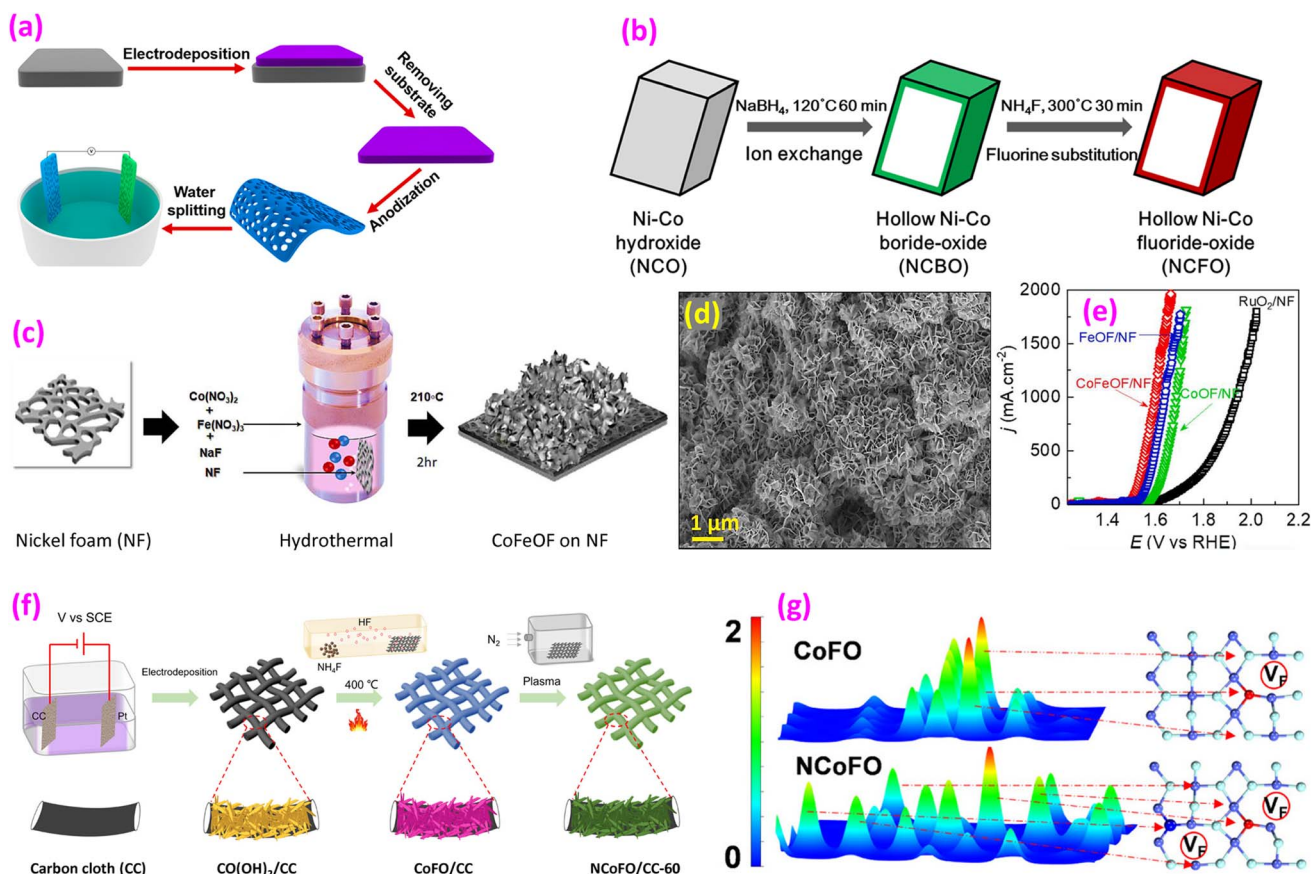 (a)
Electrodeposition
Removing
substrate
Anodization
Water
splitting
V
(b)
NaBH₄, 120°C 60 min
Ion exchange
NH₄F, 300°C 30 min
Fluorine substitution
Ni-Co
hydroxide
(NCO)
Hollow Ni-Co
boride-oxide
(NCBO)
Hollow Ni-Co
fluoride-oxide
(NCFO)
(c)
Co(NO₃)₂
+
Fe(NO₃)₃
+
NaF
NF
210°C
2hr
Nickel foam (NF)
Hydrothermal
CoFeOF on NF
(d)
1 µm
(e)
2000
1500
1000
500
0
j (mA.cm⁻²)
RuO₂/NF
FeOF/NF
CoFeOF/NF
CoOF/NF
1.4 1.6 1.8 2.0 2.2
E (V vs RHE)
(f)
V vs SCE
CC
Pt
Electrodeposition
HF
NH₄F
400 ℃
N₂
Plasma
Carbon cloth (CC)
CO(OH)₂/CC
CoFO/CC
NCoFO/CC-60
(g)
2
0
CoFO
V_F
NCoFO
V_F
V_F